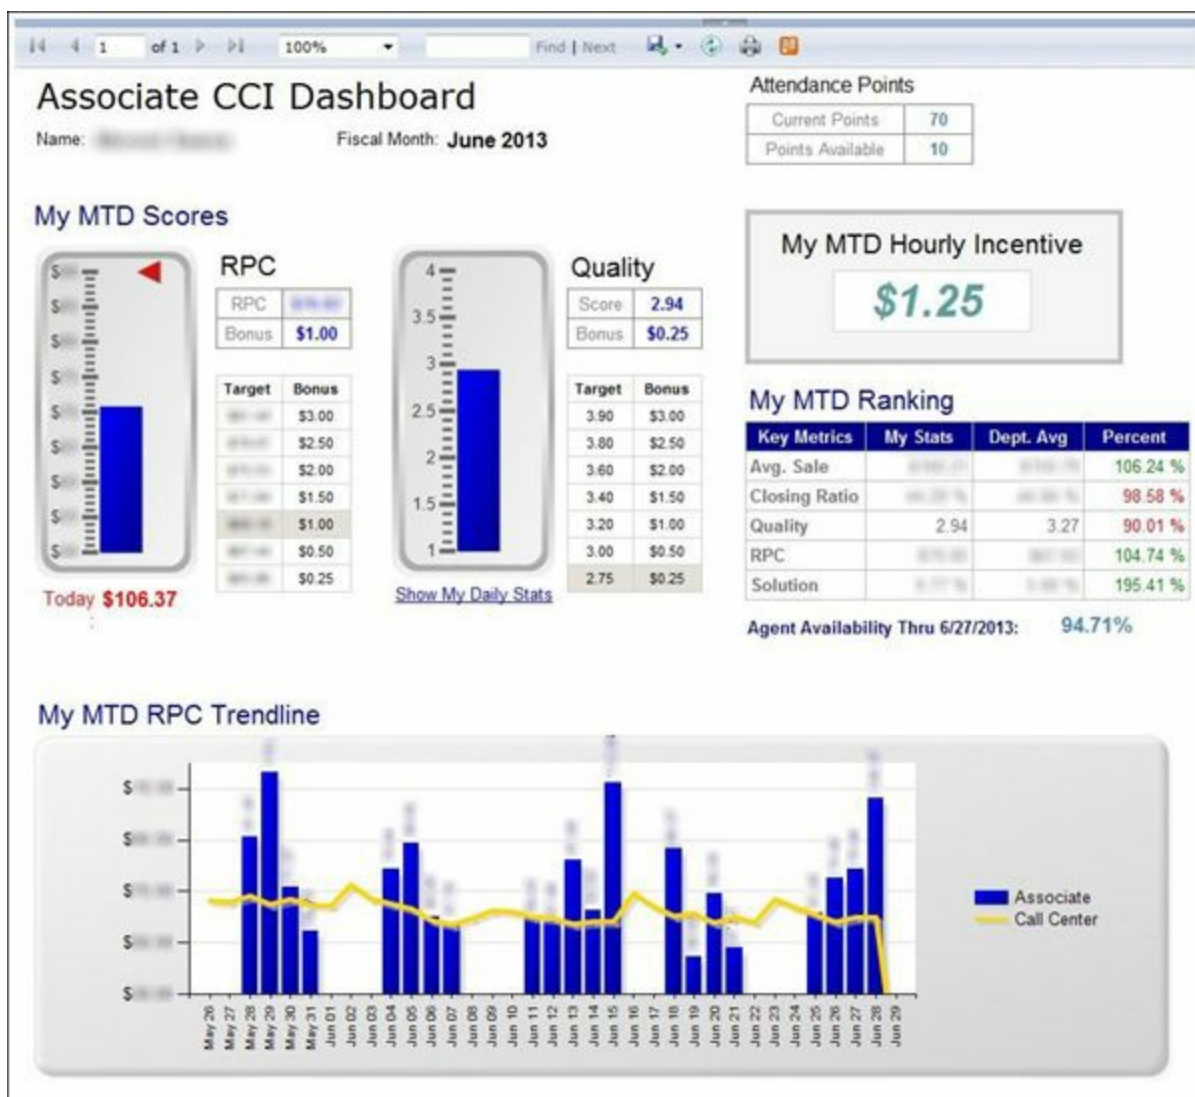 1 of 1 100% Find | Next
Associate CCI Dashboard
Name:
Fiscal Month: June 2013
Attendance Points
Current Points 70
Points Available 10
My MTD Scores
$
$
$
$
$
$
$
$
$
Today $106.37
:
RPC
RPC
Bonus $1.00
Target Bonus
$3.00
$2.50
$2.00
$1.50
$1.00
$0.50
$0.25
4
3.5
3
2.5
2
1.5
1
Show My Daily Stats
Quality
Score 2.94
Bonus $0.25
Target Bonus
3.90 $3.00
3.80 $2.50
3.60 $2.00
3.40 $1.50
3.20 $1.00
3.00 $0.50
2.75 $0.25
My MTD Hourly Incentive
$1.25
My MTD Ranking
Key Metrics My Stats Dept. Avg Percent
Avg. Sale 106.24 %
Closing Ratio 98.58 %
Quality 2.94 3.27 90.01 %
RPC 104.74 %
Solution 195.41 %
Agent Availability Thru 6/27/2013: 94.71%
My MTD RPC Trendline
$
$
$
$
$
May 26
May 27
May 28
May 29
May 30
May 31
Jun 01
Jun 02
Jun 03
Jun 04
Jun 05
Jun 06
Jun 07
Jun 08
Jun 09
Jun 10
Jun 11
Jun 12
Jun 13
Jun 14
Jun 15
Jun 16
Jun 17
Jun 18
Jun 19
Jun 20
Jun 21
Jun 22
Jun 23
Jun 24
Jun 25
Jun 26
Jun 27
Jun 28
Jun 29
Associate
Call Center